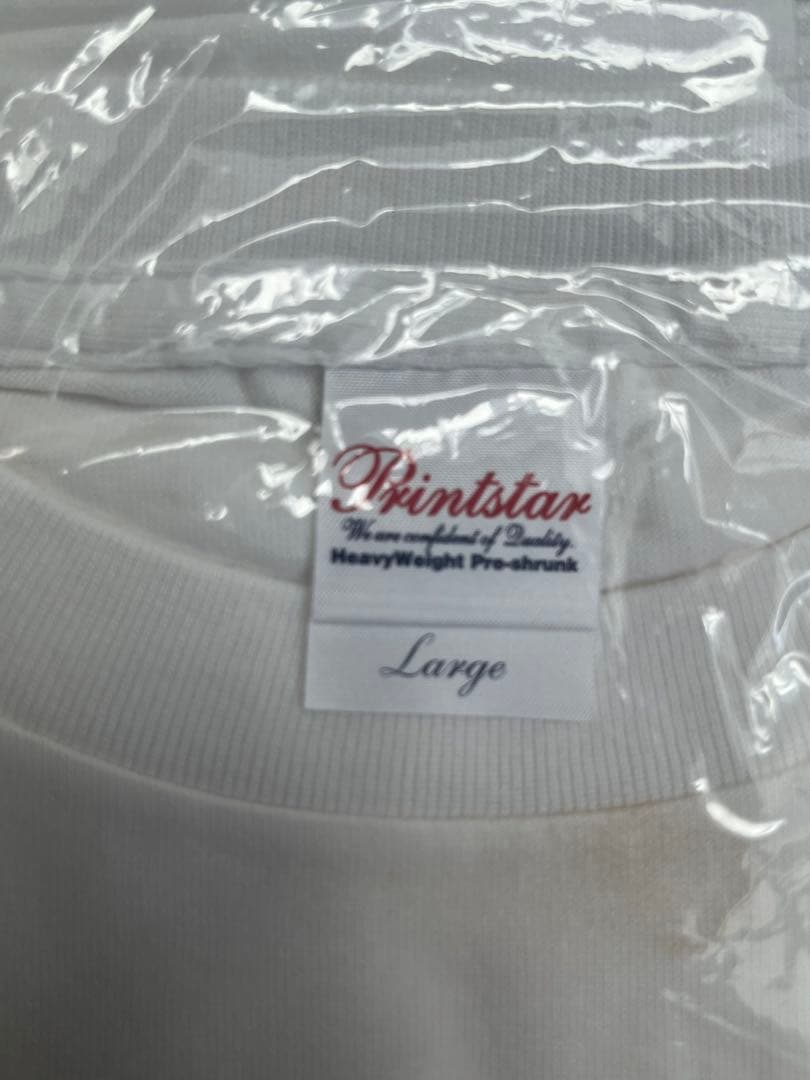 Printstar
We are confident of Quality.
HeavyWeight Pre-shrunk
Large